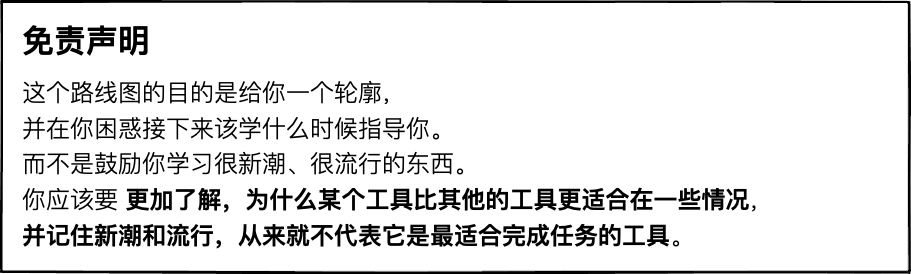 免责声明
这个路线图的目的是给你一个轮廓，
并在你困惑接下来该学什么时候指导你。
而不是鼓励你学习很新潮、很流行的东西。
你应该要 更加了解，为什么某个工具比其他的工具更适合在一些情况，
并记住新潮和流行，从来就不代表它是最适合完成任务的工具。